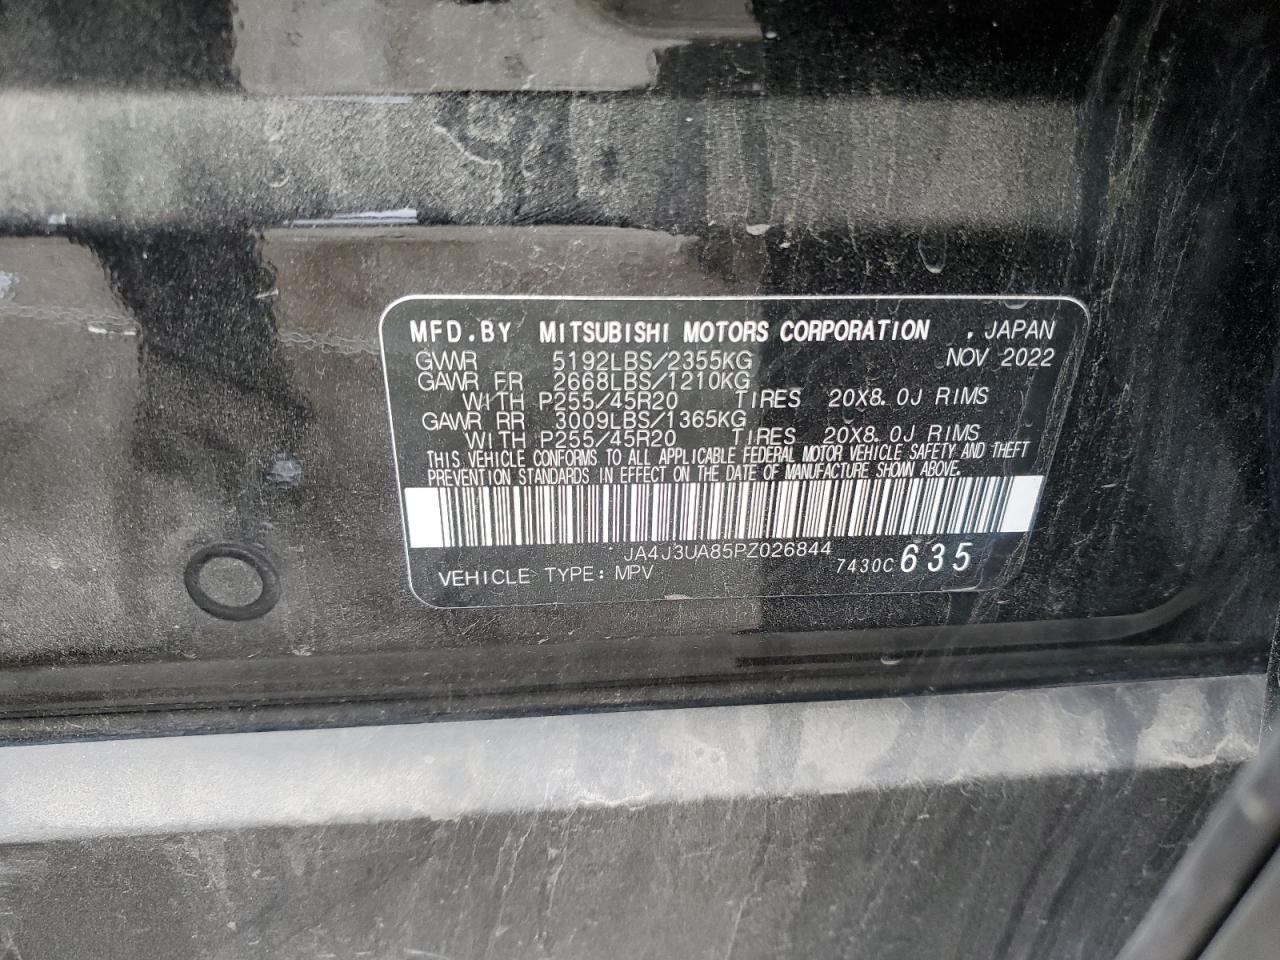 MFD.BY MITSUBISHI MOTORS CORPORATION , JAPAN
GVWR 5192LBS/2355KG NOV 2022
GAWR FR 2668LBS/1210KG
WITH P255/45R20 TIRES 20X8.0J RIMS
GAWR RR 3009LBS/1365KG
WITH P255/45R20 TIRES 20X8.0J RIMS
THIS VEHICLE CONFORMS TO ALL APPLICABLE FEDERAL MOTOR VEHICLE SAFETY AND THEFT
PREVENTION STANDARDS IN EFFECT ON THE DATE OF MANUFACTURE SHOWN ABOVE.
JA4J3UA85PZ026844
VEHICLE TYPE: MPV 7430C 635